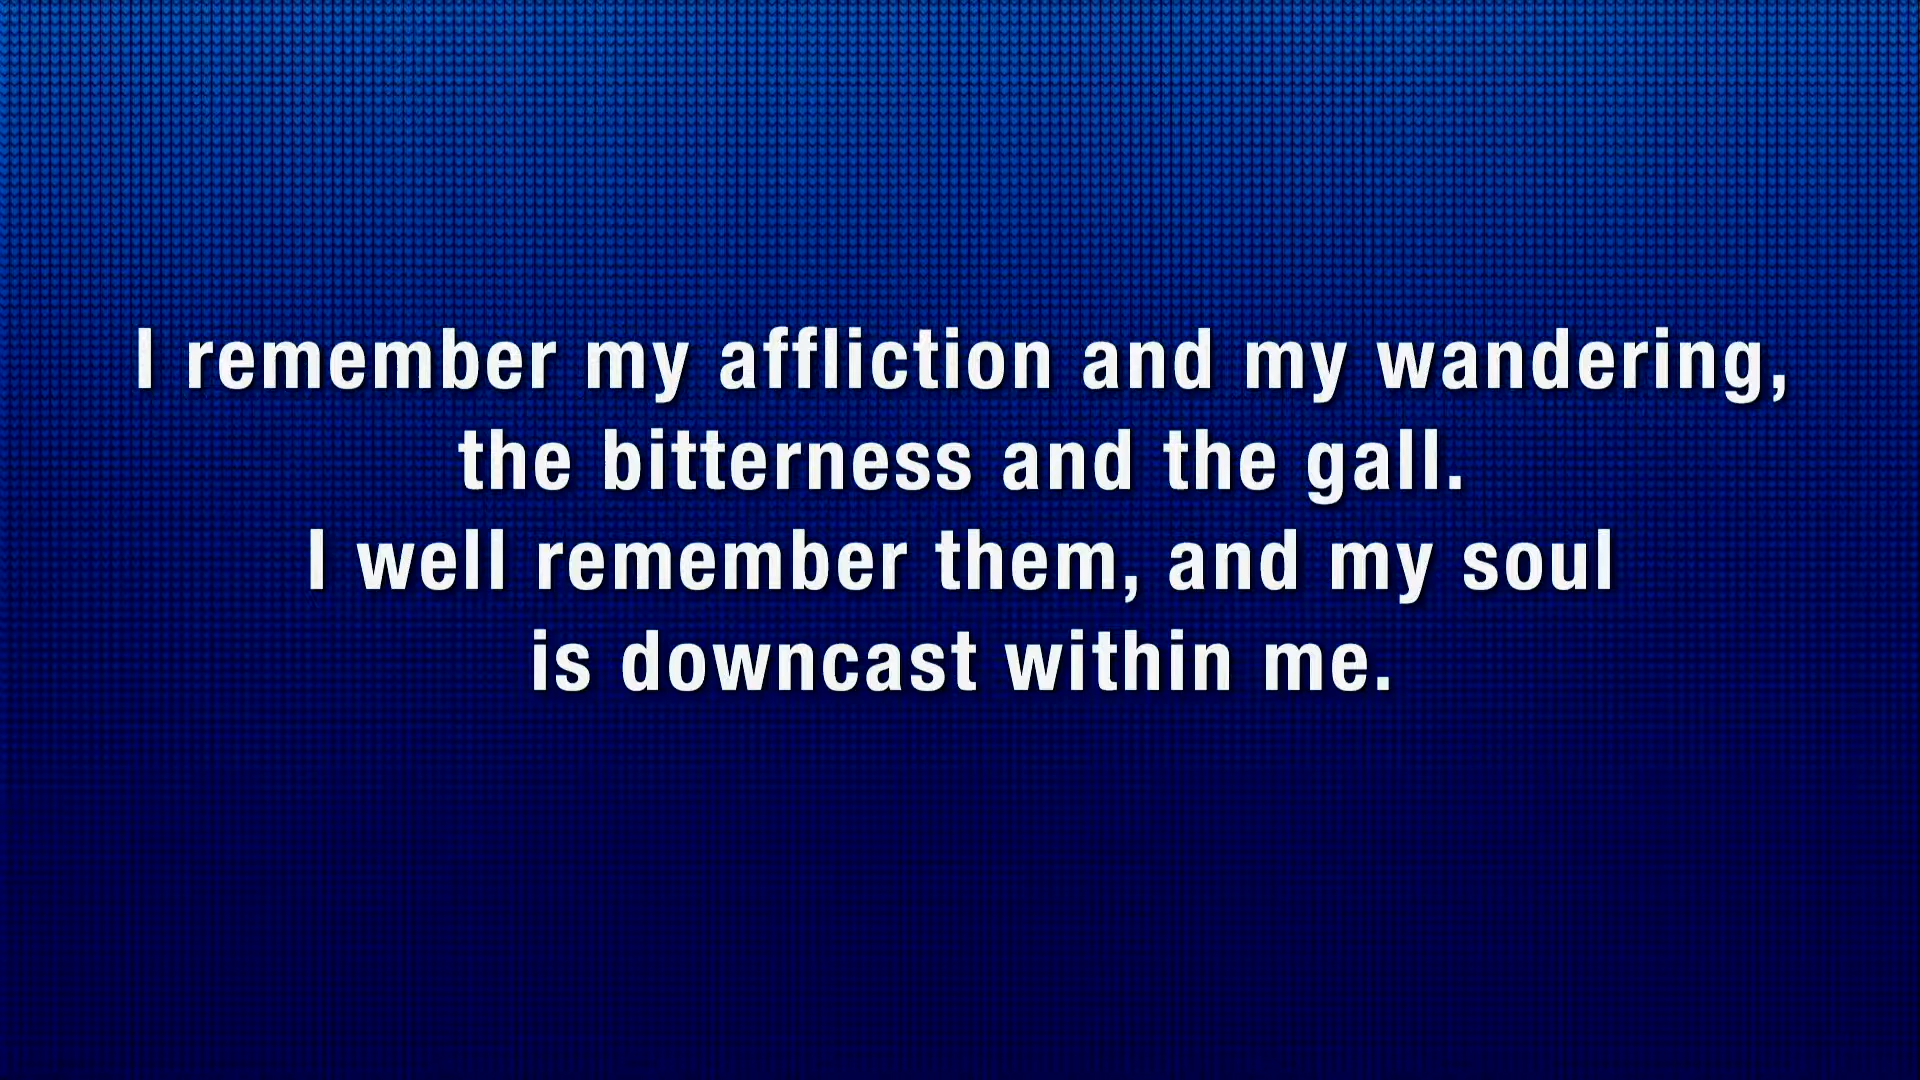 I remember my affliction and my wandering,
the bitterness and the gall.
I well remember them, and my soul
is downcast within me.